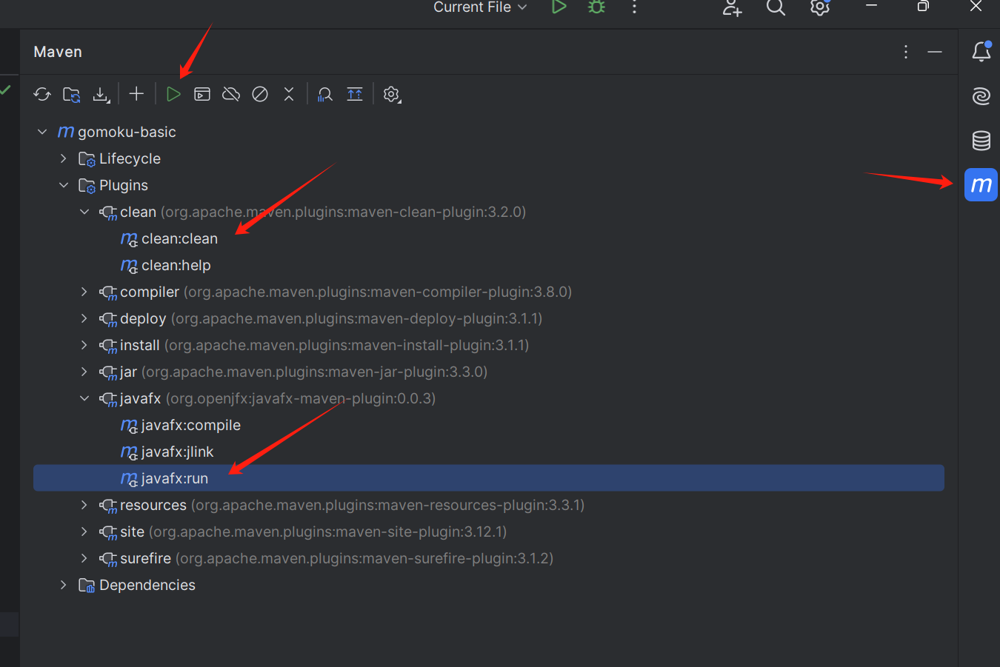 Current File
Maven
m gomoku-basic
Lifecycle
Plugins
clean (org.apache.maven.plugins:maven-clean-plugin:3.2.0)
clean:clean
clean:help
compiler (org.apache.maven.plugins:maven-compiler-plugin:3.8.0)
deploy (org.apache.maven.plugins:maven-deploy-plugin:3.1.1)
install (org.apache.maven.plugins:maven-install-plugin:3.1.1)
jar (org.apache.maven.plugins:maven-jar-plugin:3.3.0)
javafx (org.openjfx:javafx-maven-plugin:0.0.3)
javafx:compile
javafx:jlink
javafx:run
resources (org.apache.maven.plugins:maven-resources-plugin:3.3.1)
site (org.apache.maven.plugins:maven-site-plugin:3.12.1)
surefire (org.apache.maven.plugins:maven-surefire-plugin:3.1.2)
Dependencies
m